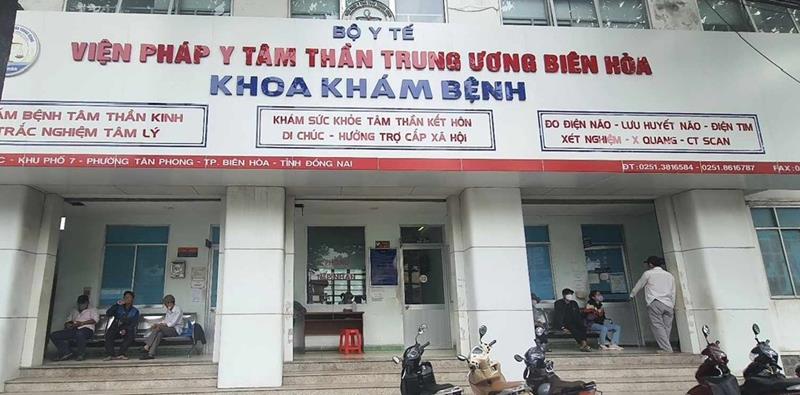 BỘ Y TẾ
VIỆN PHÁP Y TÂM THẦN TRUNG ƯƠNG BIÊN HÒA
KHOA KHÁM BỆNH
ÁM BỆNH TÂM THẦN KINH
TRẮC NGHIỆM TÂM LÝ
KHÁM SỨC KHỎE TÂM THẦN KẾT HÔN
DI CHÚC - HƯỞNG TRỢ CẤP XÃ HỘI
ĐO ĐIỆN NÃO - LƯU HUYẾT NÃO - ĐIỆN TIM
XÉT NGHIỆM - X QUANG - CT SCAN
C - KHU PHỐ 7 - PHƯỜNG TÂN PHONG - TP. BIÊN HÒA - TỈNH ĐỒNG NAI
ĐT: 0251.3816584 - 0251.8616787
FAX:0
TIẾP NHẬN